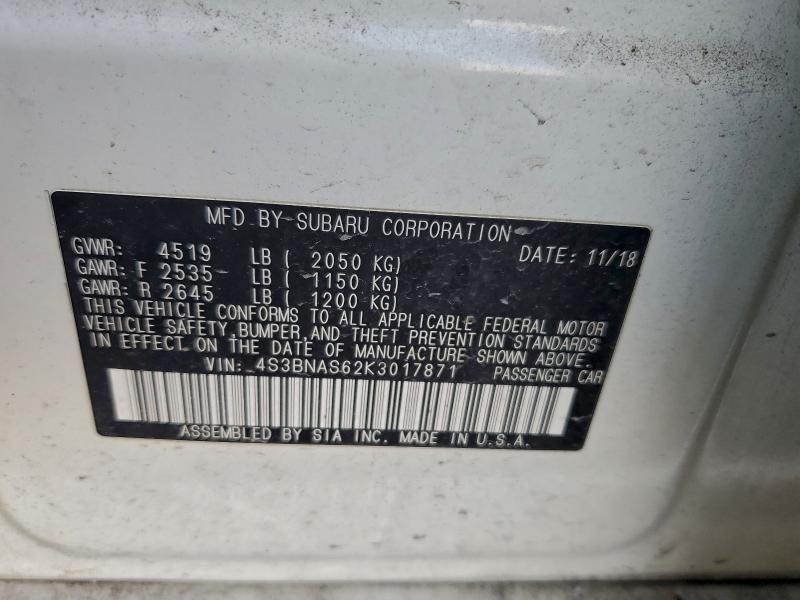 MFD BY SUBARU CORPORATION
GVWR: 4519 LB ( 2050 KG) DATE: 11/18
GAWR: F 2535 LB ( 1150 KG)
GAWR: R 2645 LB ( 1200 KG)
THIS VEHICLE CONFORMS TO ALL APPLICABLE FEDERAL MOTOR
VEHICLE SAFETY, BUMPER, AND THEFT PREVENTION STANDARDS
IN EFFECT ON THE DATE OF MANUFACTURE SHOWN ABOVE.
VIN: 4S3BNAS62K3017871 PASSENGER CAR
ASSEMBLED BY SIA INC. MADE IN U.S.A.